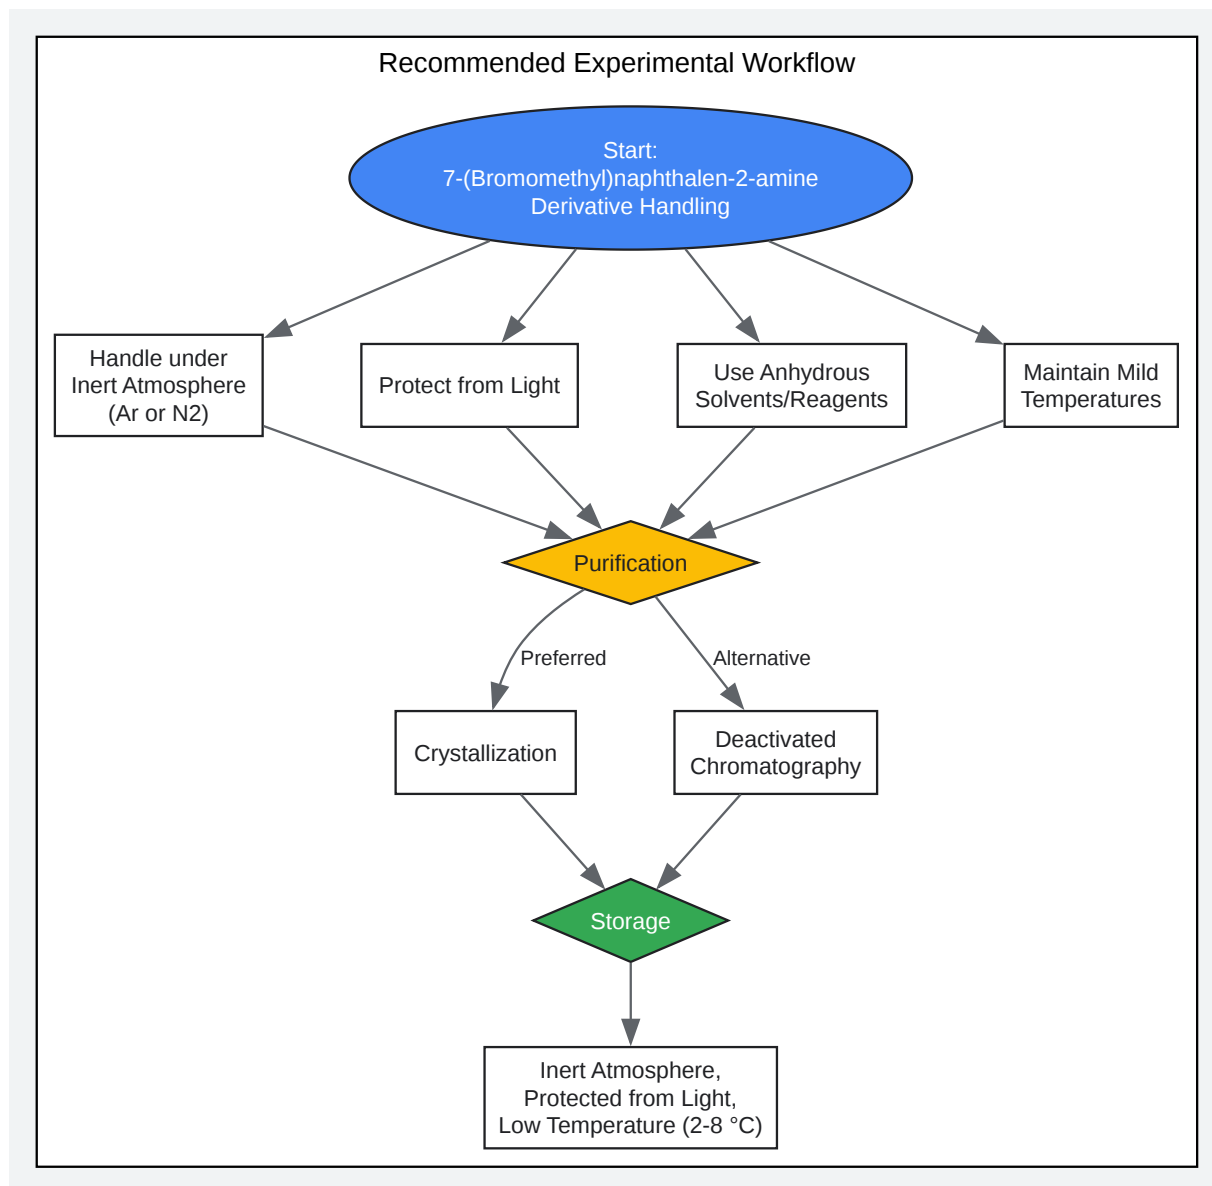 Recommended Experimental Workflow
Start:
7-(Bromomethyl)naphthalen-2-amine
Derivative Handling
Handle under
Inert Atmosphere
(Ar or N2)
Protect from Light
Use Anhydrous
Solvents/Reagents
Maintain Mild
Temperatures
Purification
Preferred
Alternative
Crystallization
Deactivated
Chromatography
Storage
Inert Atmosphere,
Protected from Light,
Low Temperature (2-8 °C)